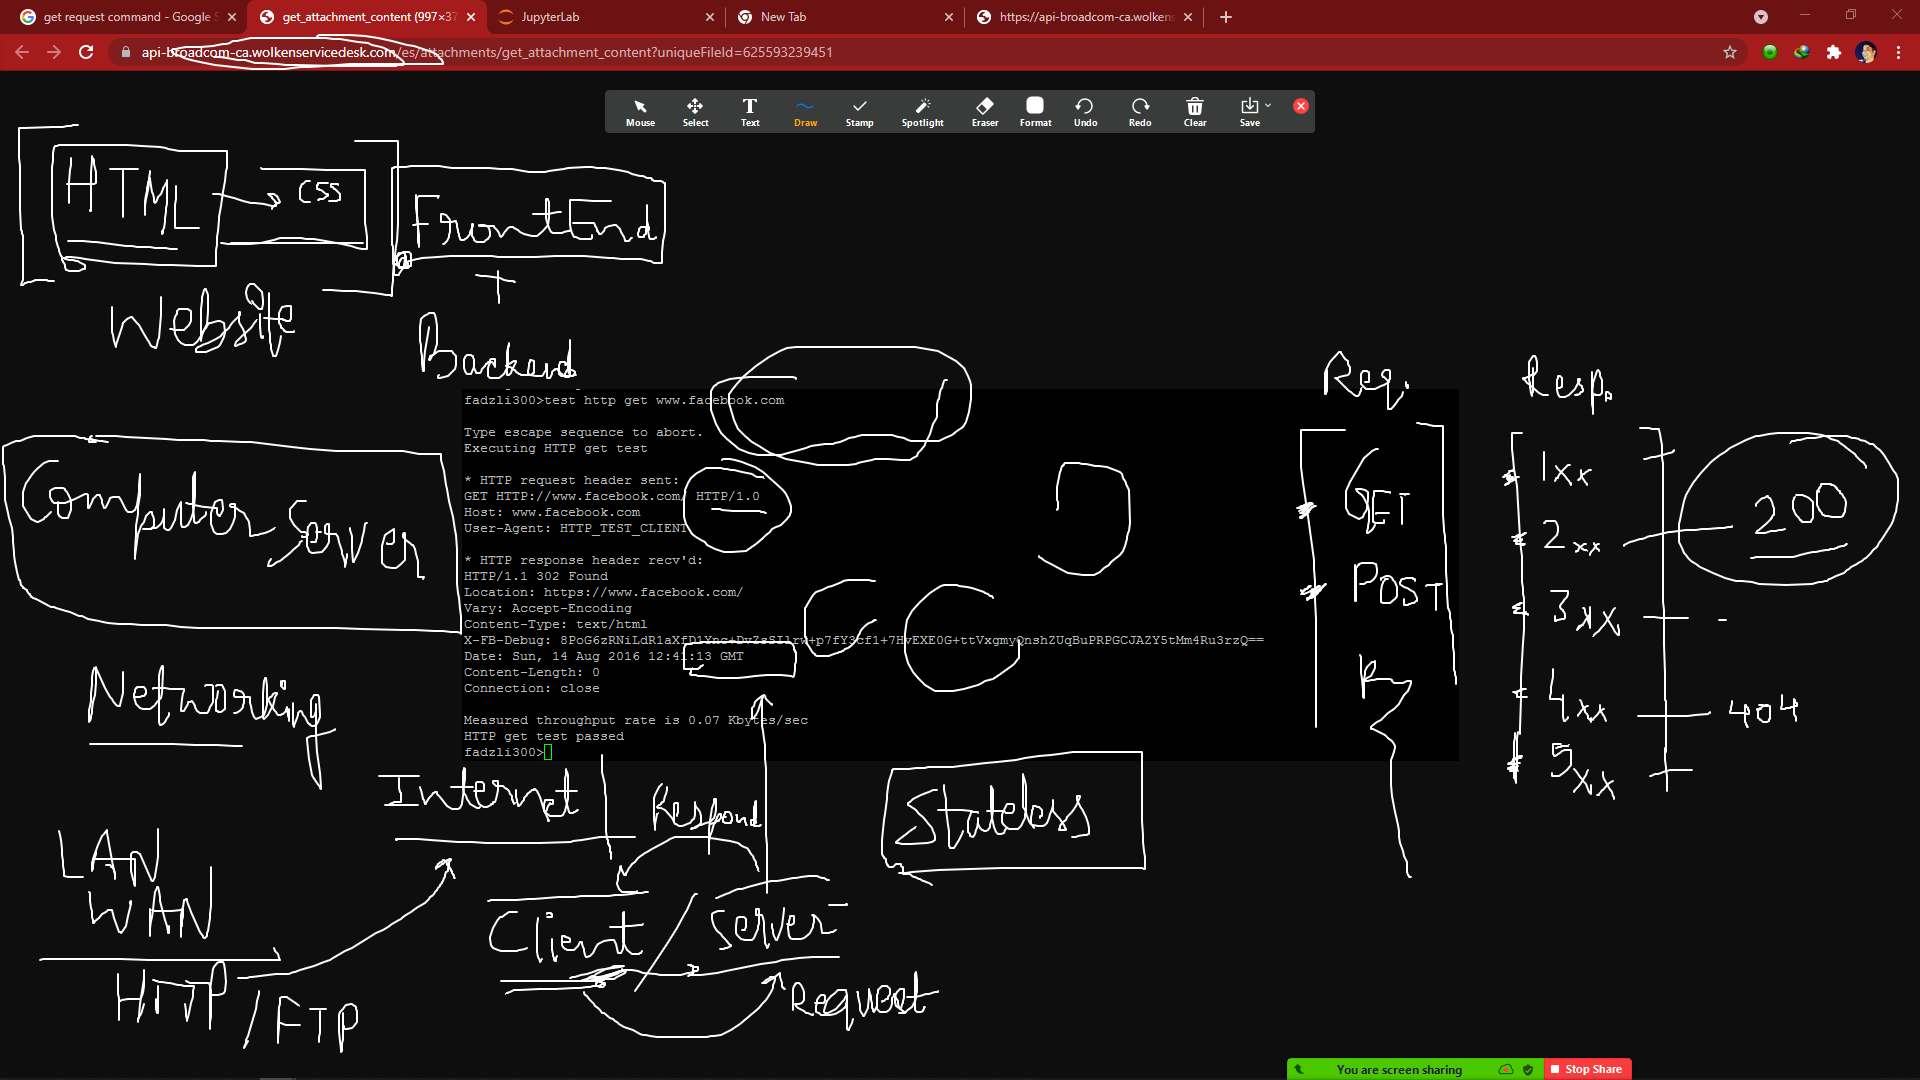 get request command - Google S
get_attachment_content (997×37
JupyterLab
New Tab
https://api-broadcom-ca.wolkens
api-broadcom-ca.wolkenservicedesk.com/es/attachments/get_attachment_content?uniqueFileId=625593239451
Mouse Select Text Draw Stamp Spotlight Eraser Format Undo Redo Clear Save
HTML
CSS
FrontEnd
+
Website
Backend
Req.
Resp.
fadzli300>test http get www.facebook.com
Type escape sequence to abort.
Executing HTTP get test
* HTTP request header sent:
GET HTTP://www.facebook.com/ HTTP/1.0
Host: www.facebook.com
User-Agent: HTTP_TEST_CLIENT
* HTTP response header recv'd:
HTTP/1.1 302 Found
Location: https://www.facebook.com/
Vary: Accept-Encoding
Content-Type: text/html
X-FB-Debug:
Date: Sun, 14 Aug 2016 12:41:13 GMT
Content-Length: 0
Connection: close
Measured throughput rate is 0.07 Kbytes/sec
HTTP get test passed
fadzli300>
GET
POST
1xx
2xx
200
3xx -
4xx
404
5xx
Computer Server
Networking
Internet
Respond
Stateless
LAN
WAN
Client / Server
HTTP
/FTP
Request
You are screen sharing
Stop Share